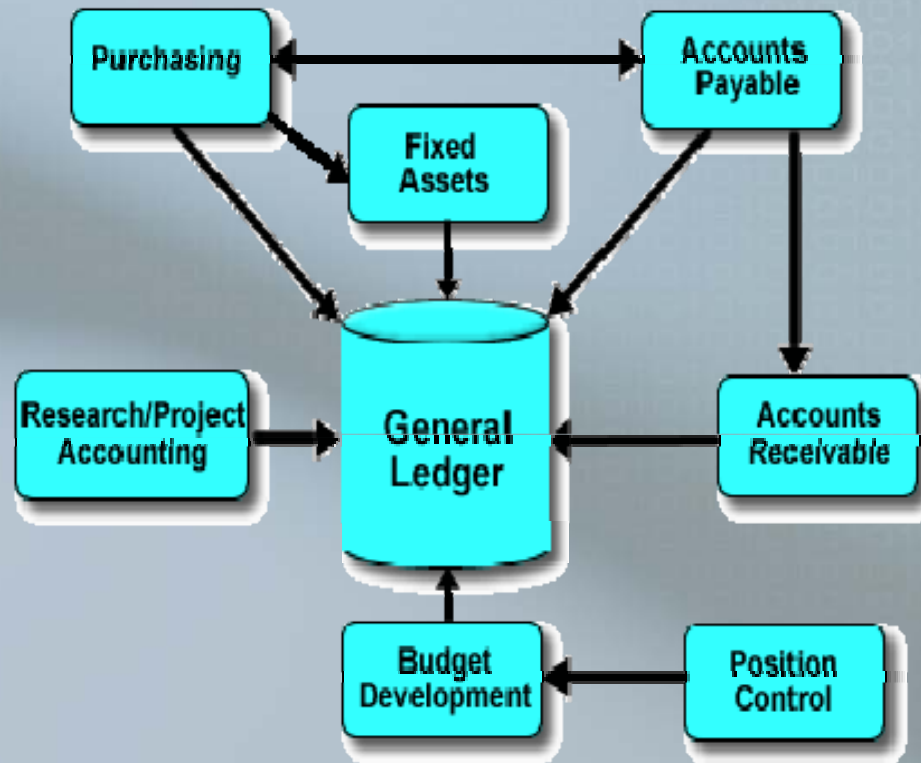 Purchasing
Accounts
Payable
Fixed
Assets
Research/Project
Accounting
General
Ledger
Accounts
Receivable
Budget
Development
Position
Control